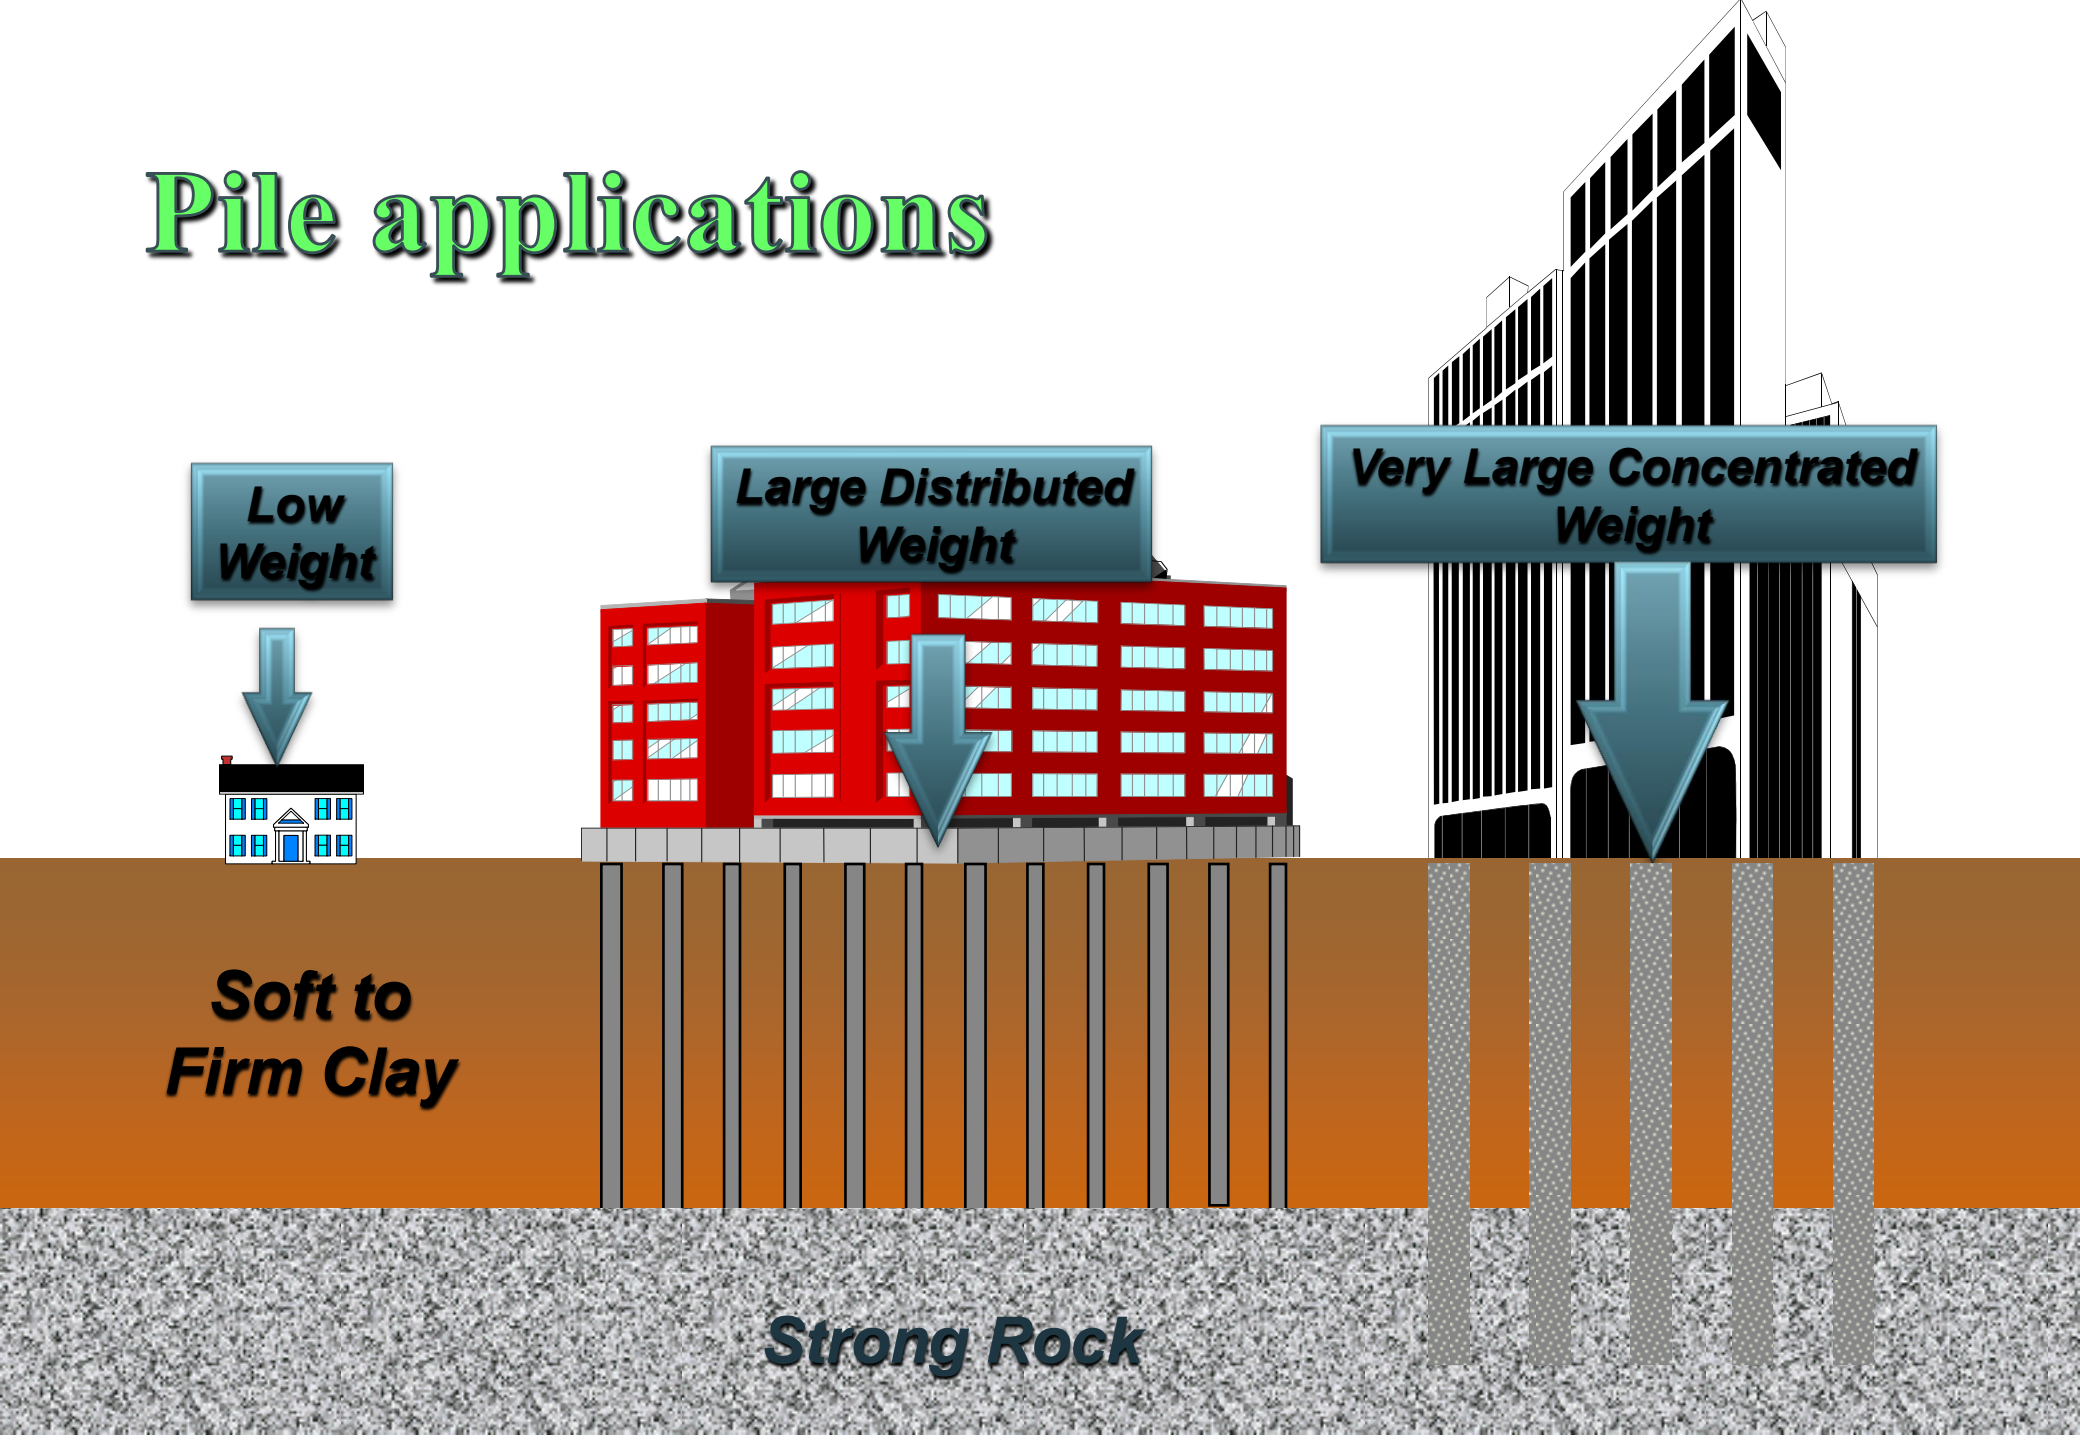 Pile applications
Low
Weight
Large Distributed
Weight
Very Large Concentrated
Weight
Soft to
Firm Clay
Strong Rock